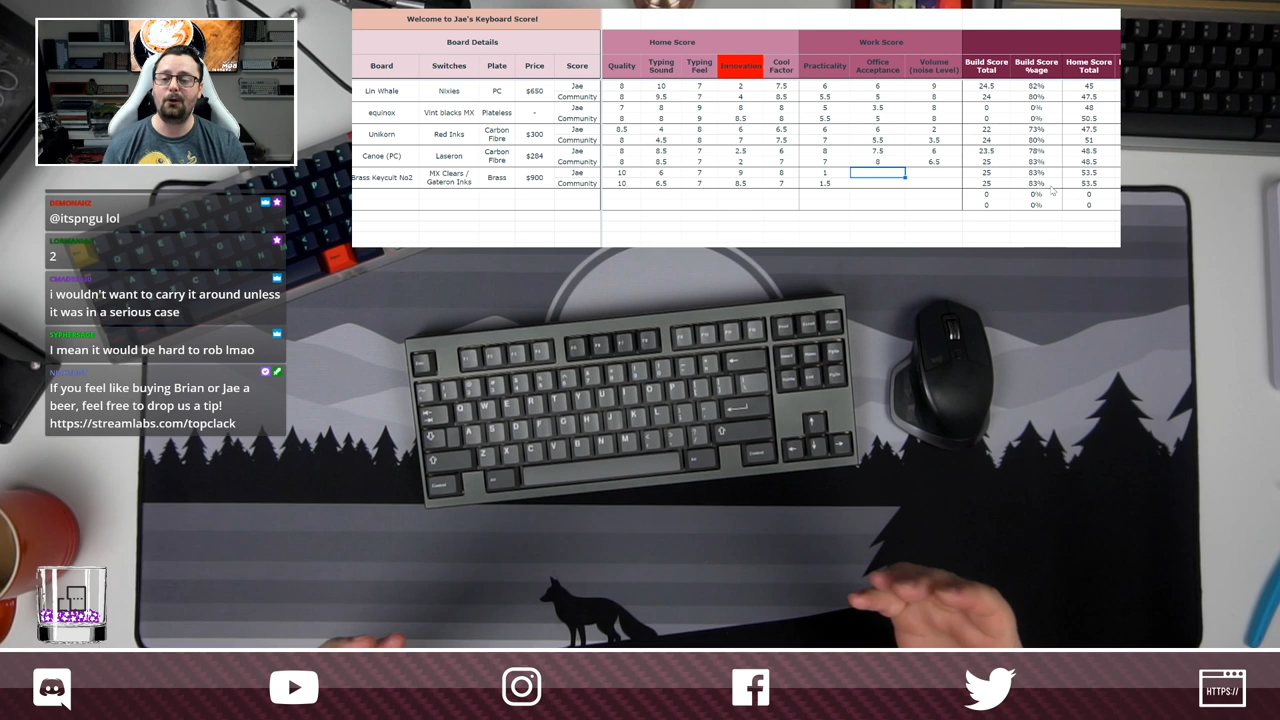 Welcome to Jae's Keyboard Score!
Board Details Home Score Work Score
Board Switches Plate Price Score Quality Typing Sound Typing Feel Innovation Cool Factor Practicality Office Acceptance Volume (noise Level) Build Score Total Build Score %age Home Score Total
Lin Whale Nixies PC $650 Jae 8 10 7 2 7.5 6 6 9 24.5 82% 45
Community 8 9.5 7 4 8.5 5.5 5 8 24 80% 47.5
equinox Vint blacks MX Plateless - Jae 7 8 9 8 8 5 3.5 8 0 0% 48
Community 8 8 9 8.5 8 5.5 5 8 0 0% 50.5
Unikorn Red Inks Carbon Fibre $300 Jae 8.5 4 8 6 6.5 6 6 2 22 73% 47.5
Community 8 4.5 8 7 7.5 7 5.5 3.5 24 80% 51
Canoe (PC) Laseron Carbon Fibre $284 Jae 8 8.5 7 2.5 6 8 7.5 6 23.5 78% 48.5
Community 8 8.5 7 2 7 7 8 6.5 25 83% 48.5
Brass Keycult No2 MX Clears / Gateron Inks Brass $900 Jae 10 6 7 9 8 1 25 83% 53.5
Community 10 6.5 7 8.5 7 1.5 25 83% 53.5
0 0% 0
0 0% 0
@itspngu lol
2
i wouldn't want to carry it around unless
it was in a serious case
I mean it would be hard to rob lmao
If you feel like buying Brian or Jae a
beer, feel free to drop us a tip!
https://streamlabs.com/topclack
HTTPS://